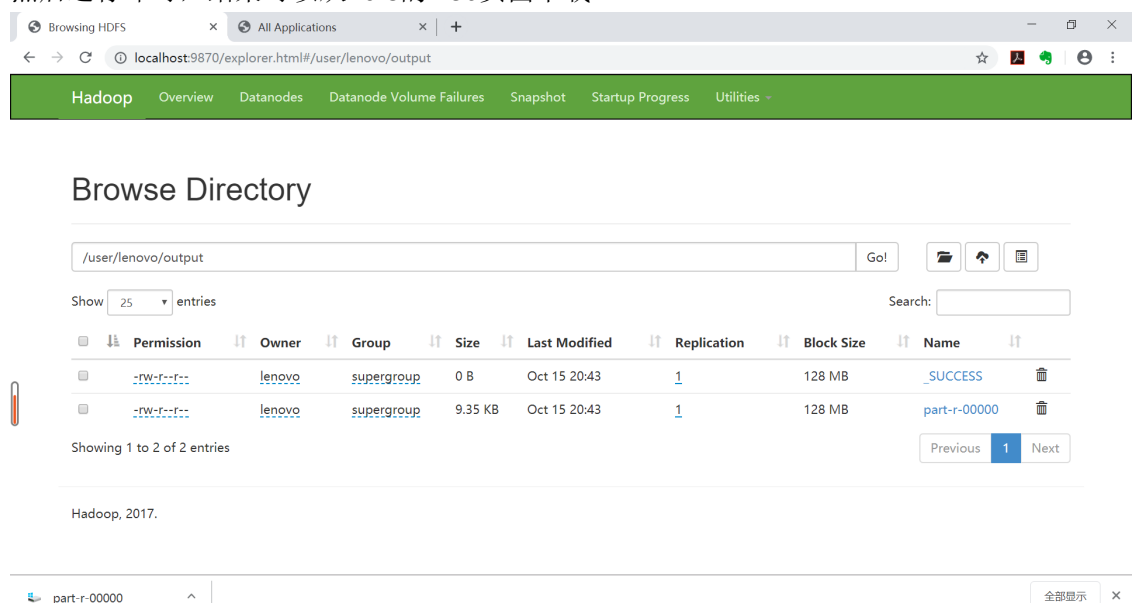 Browsing HDFS × All Applications × +
localhost:9870/explorer.html#/user/lenovo/output
Hadoop Overview Datanodes Datanode Volume Failures Snapshot Startup Progress Utilities
Browse Directory
/user/lenovo/output Go!
Show 25 entries Search:
Permission Owner Group Size Last Modified Replication Block Size Name
-rw-r--r-- lenovo supergroup 0 B Oct 15 20:43 1 128 MB _SUCCESS
-rw-r--r-- lenovo supergroup 9.35 KB Oct 15 20:43 1 128 MB part-r-00000
Showing 1 to 2 of 2 entries Previous 1 Next
Hadoop, 2017.
part-r-00000 全部显示 ×